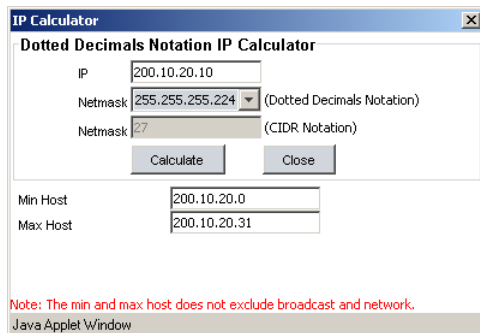 IP Calculator
Dotted Decimals Notation IP Calculator
IP 200.10.20.10
Netmask 255.255.255.224 (Dotted Decimals Notation)
Netmask 27 (CIDR Notation)
Calculate Close
Min Host 200.10.20.0
Max Host 200.10.20.31
Note: The min and max host does not exclude broadcast and network.
Java Applet Window